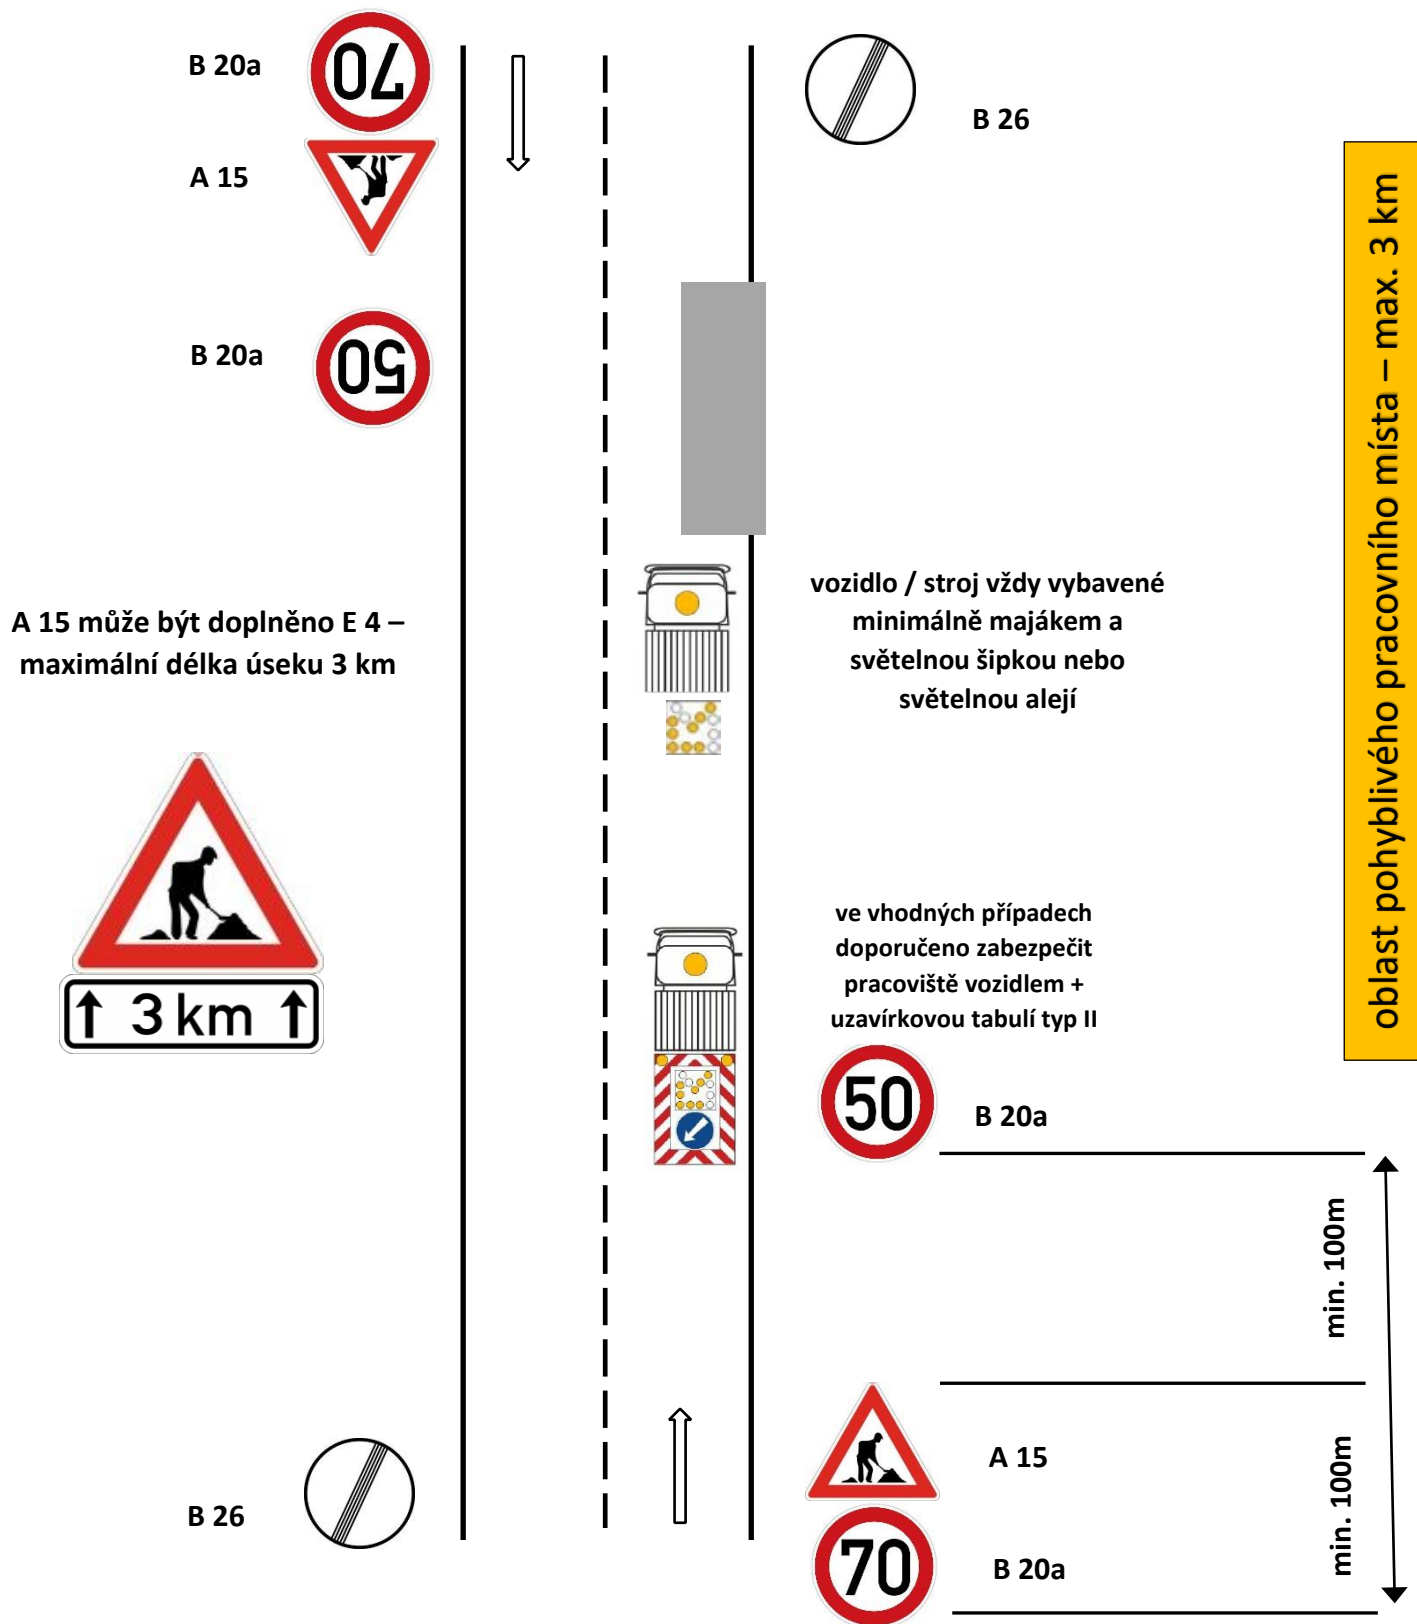 B 20a
70
B 26
A 15
B 20a
50
oblast pohyblivého pracovního místa – max. 3 km
A 15 může být doplněno E 4 –
maximální délka úseku 3 km
vozidlo / stroj vždy vybavené
minimálně majákem a
světelnou šipkou nebo
světelnou alejí
3 km
ve vhodných případech
doporučeno zabezpečit
pracoviště vozidlem +
uzavírkovou tabulí typ II
50
B 20a
min. 100m
A 15
B 26
70
B 20a
min. 100m